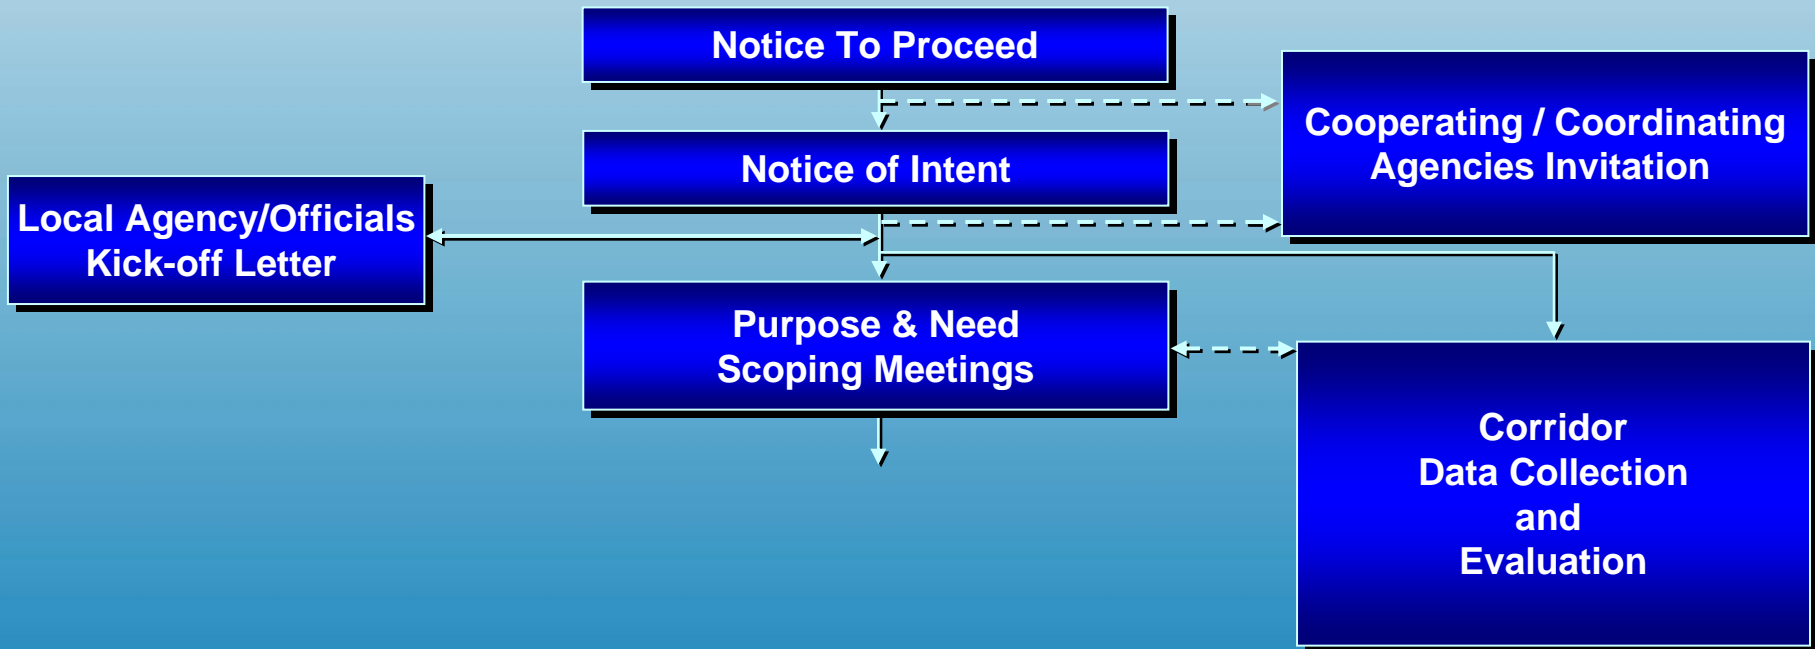 Notice To Proceed
Cooperating / Coordinating
Agencies Invitation
Notice of Intent
Local Agency/Officials
Kick-off Letter
Purpose & Need
Scoping Meetings
Corridor
Data Collection
and
Evaluation